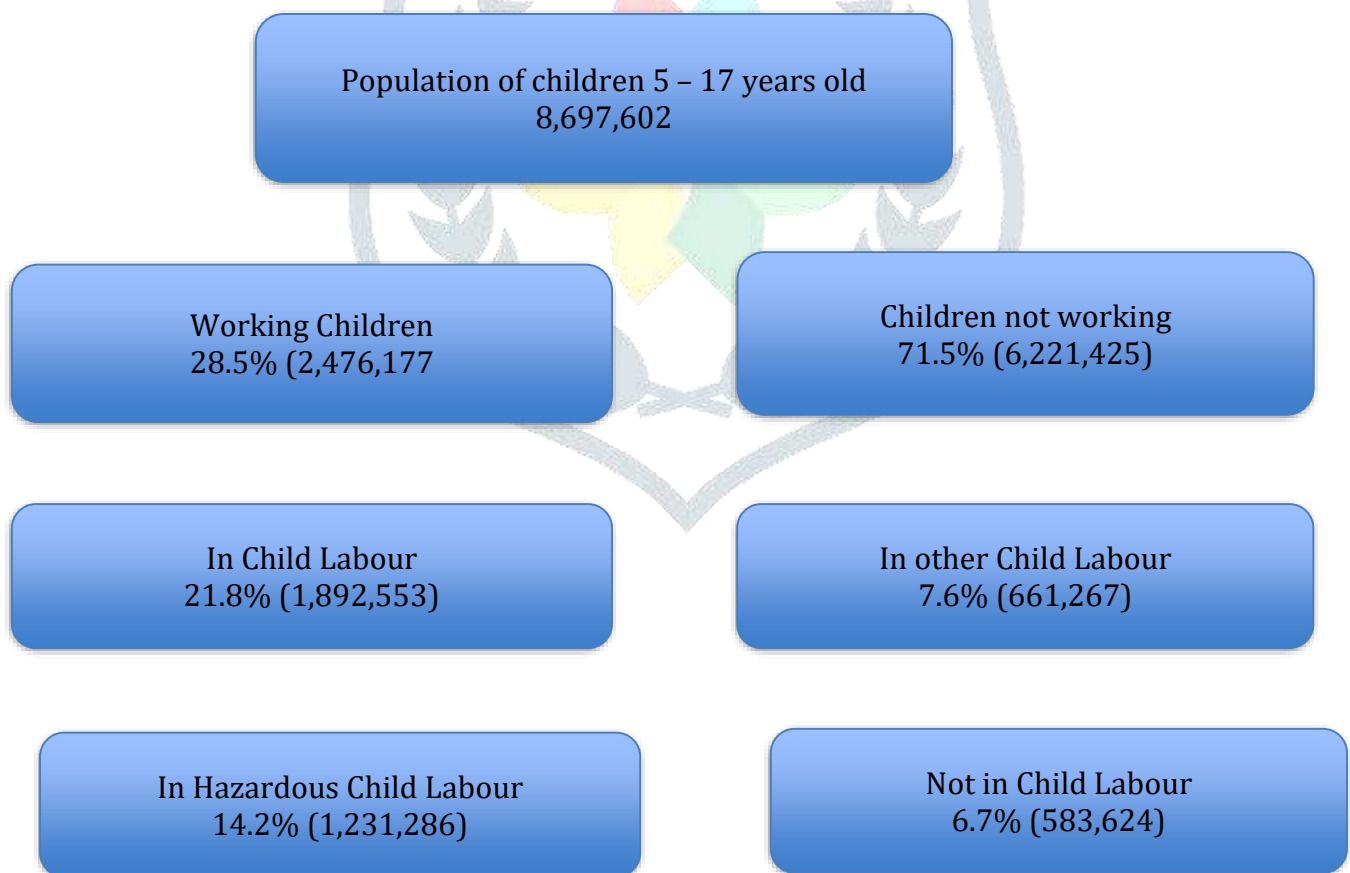 Population of children 5 – 17 years old
8,697,602
Working Children
28.5% (2,476,177
Children not working
71.5% (6,221,425)
In Child Labour
21.8% (1,892,553)
In other Child Labour
7.6% (661,267)
In Hazardous Child Labour
14.2% (1,231,286)
Not in Child Labour
6.7% (583,624)